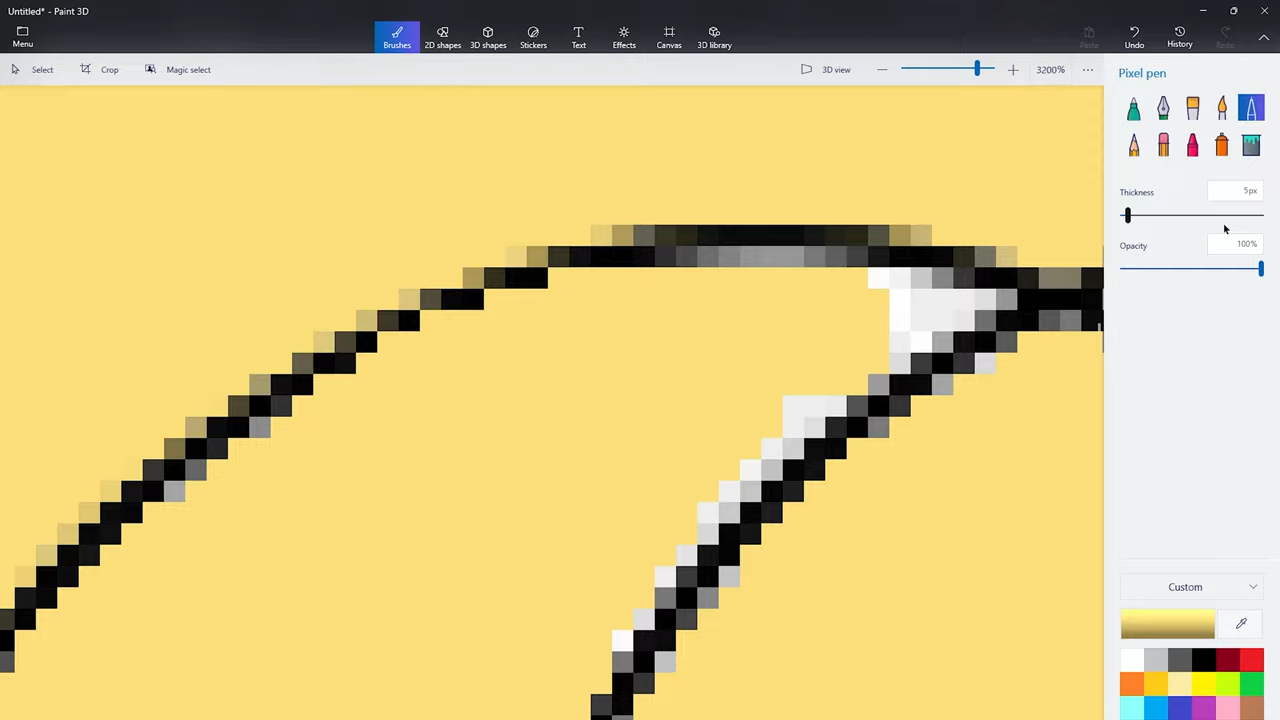 Untitled* - Paint 3D
Menu
Brushes
2D shapes
3D shapes
Stickers
Text
Effects
Canvas
3D library
Paste
Undo
History
Redo
Select
Crop
Magic select
3D view
3200%
Pixel pen
Thickness
5px
Opacity
100%
Custom